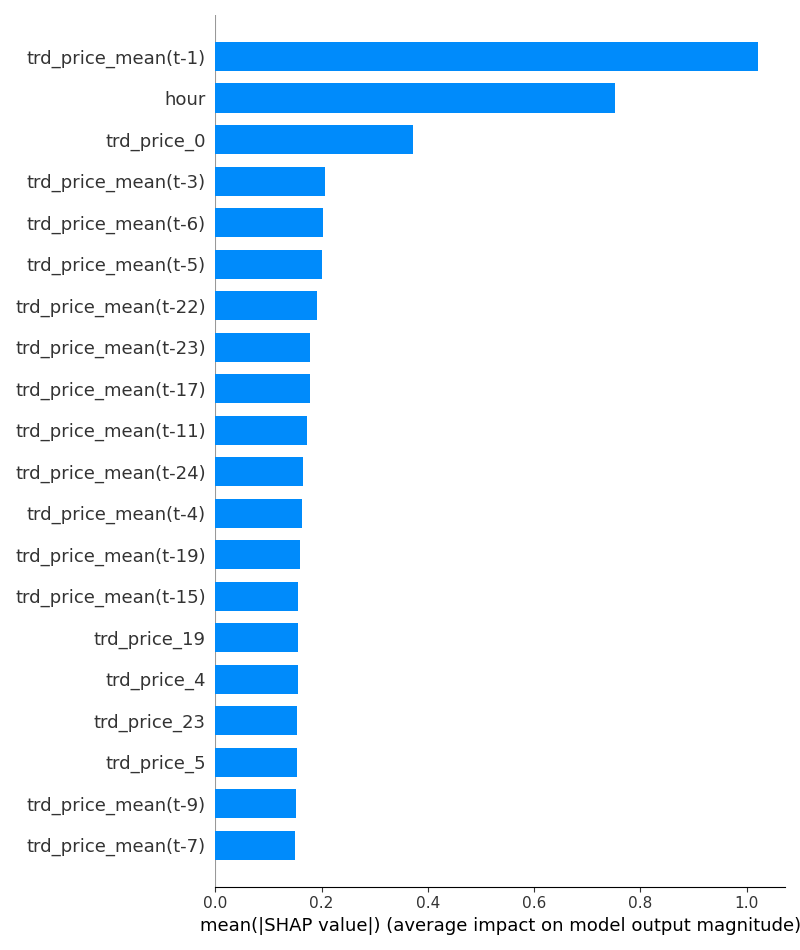 trd_price_mean(t-1)
hour
trd_price_0
trd_price_mean(t-3)
trd_price_mean(t-6)
trd_price_mean(t-5)
trd_price_mean(t-22)
trd_price_mean(t-23)
trd_price_mean(t-17)
trd_price_mean(t-11)
trd_price_mean(t-24)
trd_price_mean(t-4)
trd_price_mean(t-19)
trd_price_mean(t-15)
trd_price_19
trd_price_4
trd_price_23
trd_price_5
trd_price_mean(t-9)
trd_price_mean(t-7)
0.0 0.2 0.4 0.6 0.8 1.0
mean(|SHAP value|) (average impact on model output magnitude)